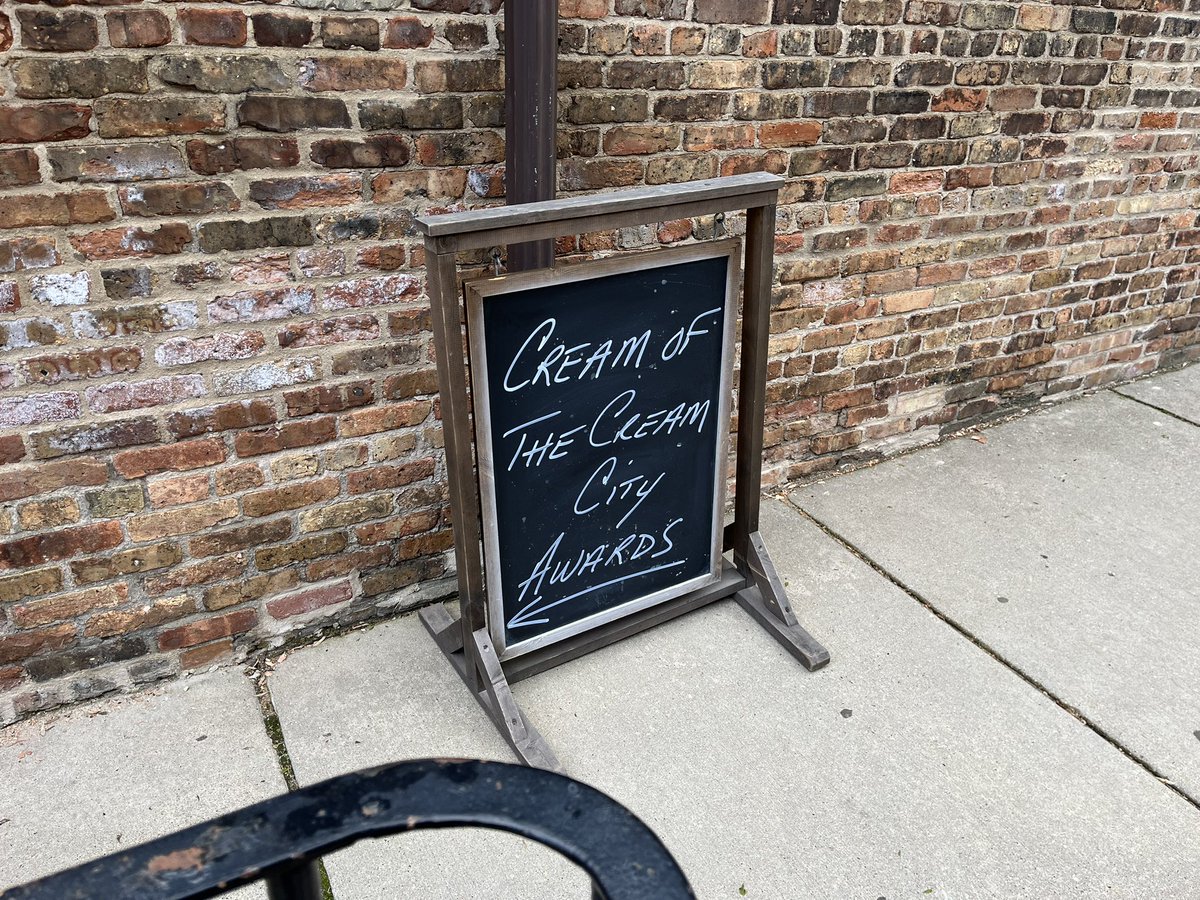 CREAM OF
THE CREAM
CITY
AWARDS